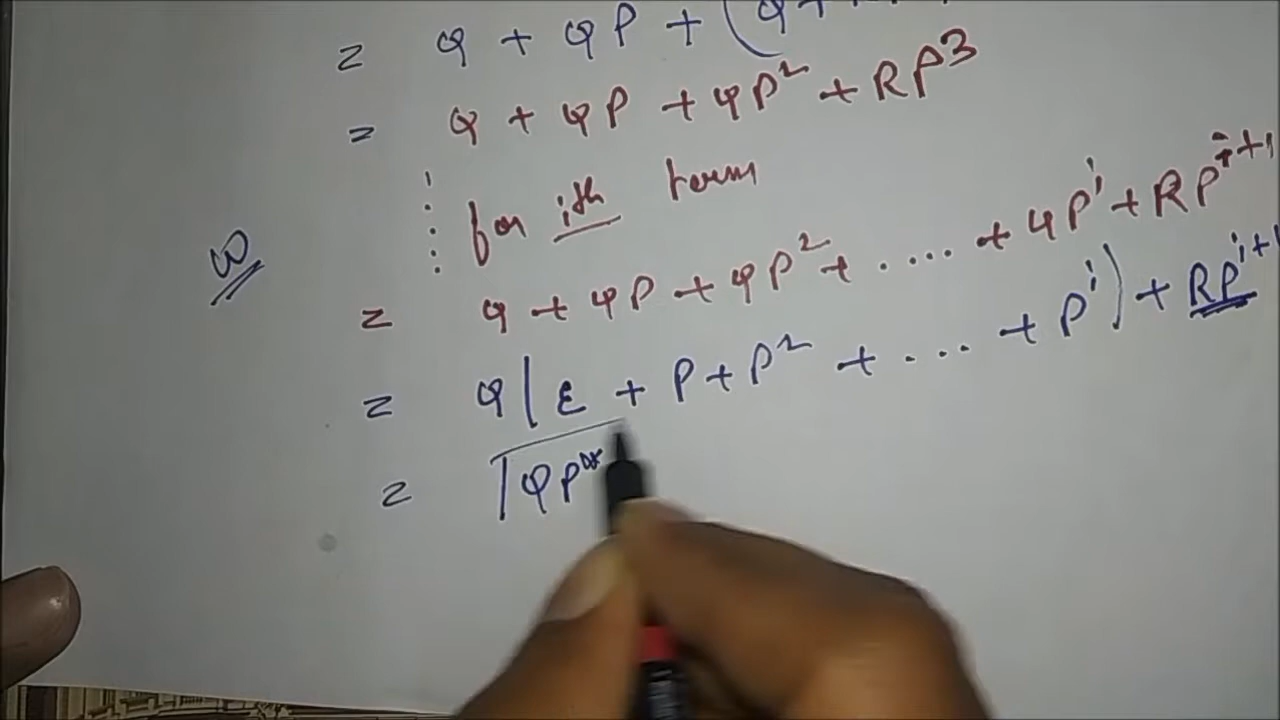 = Q + QP + (Q +
= Q + QP + QP² + RP³
for ith term
= Q + QP + QP² + .... + QPⁱ + RPⁱ⁺¹
ω
= Q(ε + P + P² + ... + Pⁱ) + RPⁱ⁺¹
= QP*